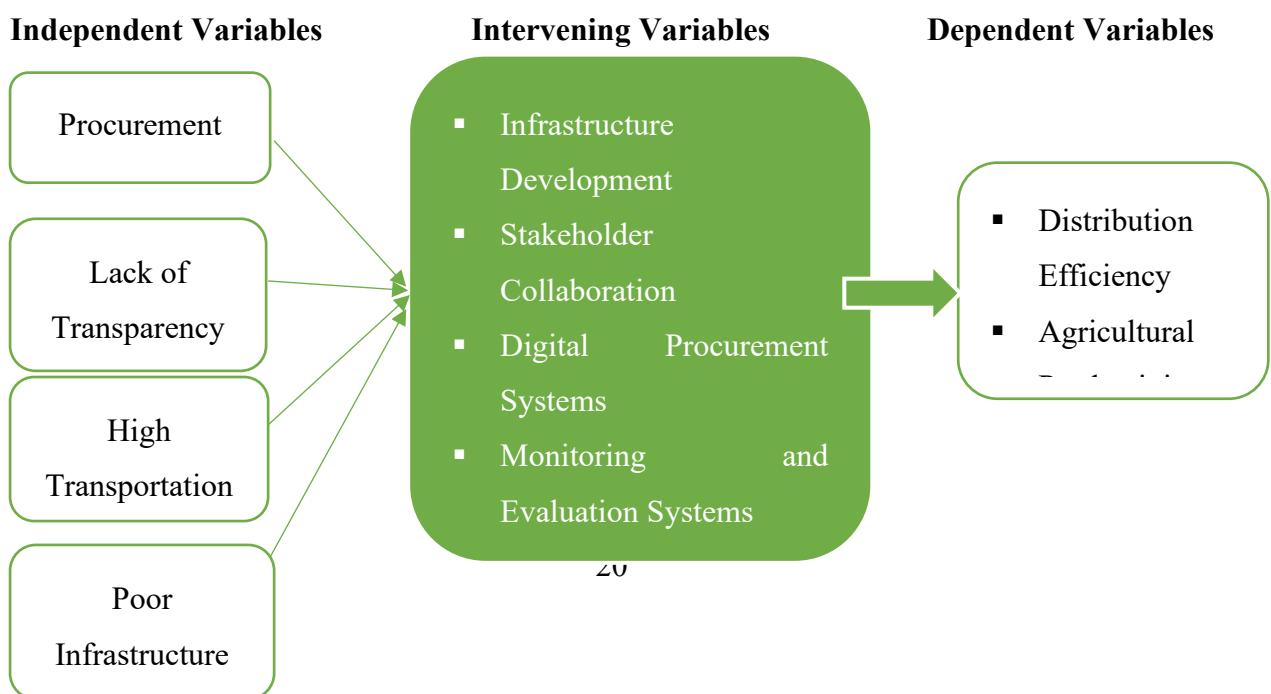 Independent Variables
Intervening Variables
Dependent Variables
Procurement
Lack of
Transparency
High
Transportation
Poor
Infrastructure
▪ Infrastructure
Development
▪ Stakeholder
Collaboration
▪ Digital Procurement
Systems
▪ Monitoring and
Evaluation Systems
▪ Distribution
Efficiency
▪ Agricultural
20